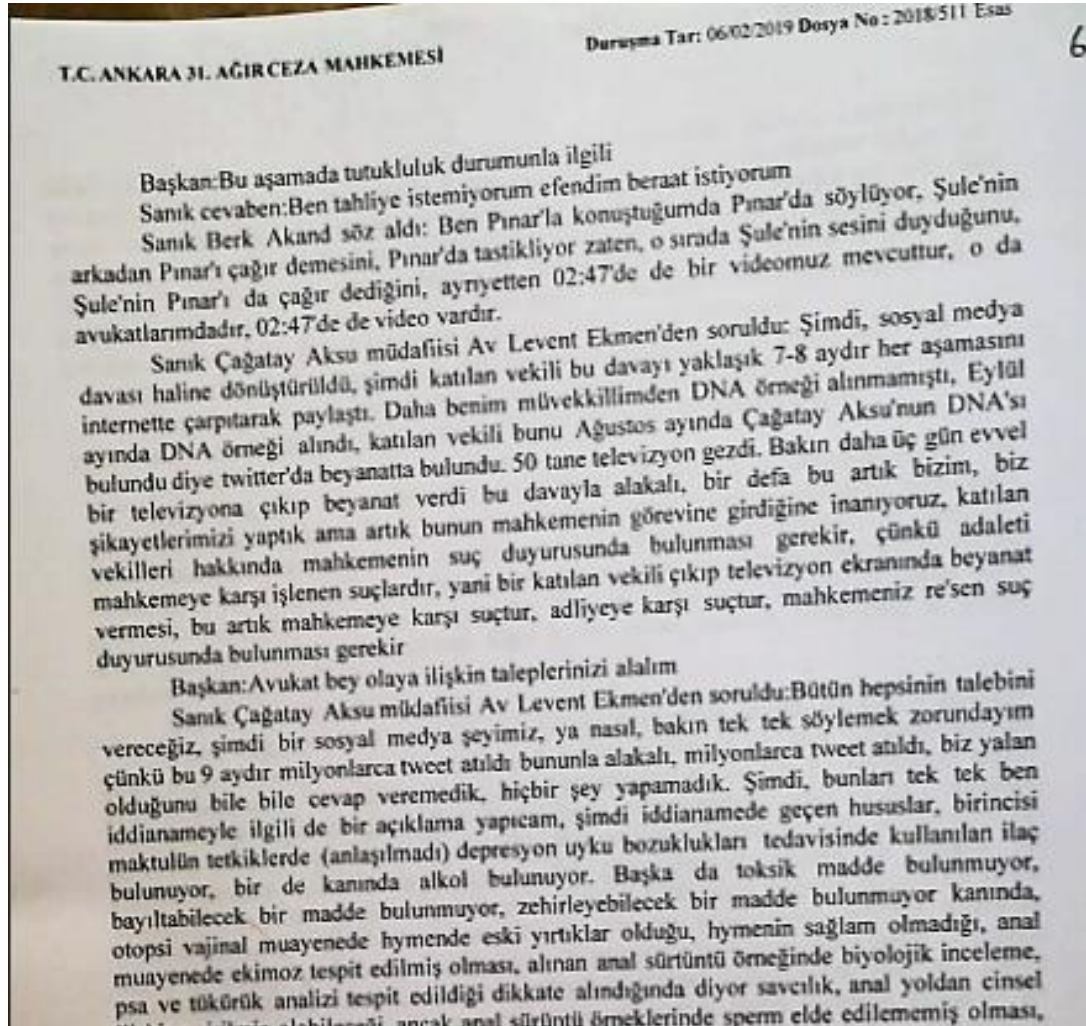 T.C. ANKARA 31. AĞIR CEZA MAHKEMESİ
Duruşma Tar: 06/02/2019 Dosya No : 2018/511 Esas
6
Başkan:Bu aşamada tutukluluk durumunla ilgili
Sanık cevaben:Ben tahliye istemiyorum efendim beraat istiyorum
Sanık Berk Akand söz aldı: Ben Pınar'la konuştuğumda Pınar'da söylüyor, Şule'nin
arkadan Pınar'ı çağır demesini, Pınar'da tastikliyor zaten, o sırada Şule'nin sesini duyduğunu,
Şule'nin Pınar'ı da çağır dediğini, ayrıyetten 02:47'de de bir videomuz mevcuttur, o da
avukatlarımdadır, 02:47'de de video vardır.
Sanık Çağatay Aksu müdafiisi Av Levent Ekmen'den soruldu: Şimdi, sosyal medya
davası haline dönüştürüldü, şimdi katılan vekili bu davayı yaklaşık 7-8 aydır her aşamasını
internette çarpıtarak paylaştı. Daha benim müvekkillimden DNA örneği alınmamıştı, Eylül
ayında DNA örneği alındı, katılan vekili bunu Ağustos ayında Çağatay Aksu'nun DNA'sı
bulundu diye twitter'da beyanatta bulundu. 50 tane televizyon gezdi. Bakın daha üç gün evvel
bir televizyona çıkıp beyanat verdi bu davayla alakalı, bir defa bu artık bizim, biz
şikayetlerimizi yaptık ama artık bunun mahkemenin görevine girdiğine inanıyoruz, katılan
vekilleri hakkında mahkemenin suç duyurusunda bulunması gerekir, çünkü adaleti
mahkemeye karşı işlenen suçlardır, yani bir katılan vekili çıkıp televizyon ekranında beyanat
vermesi, bu artık mahkemeye karşı suçtur, adliyeye karşı suçtur, mahkemeniz re'sen suç
duyurusunda bulunması gerekir
Başkan:Avukat bey olaya ilişkin taleplerinizi alalım
Sanık Çağatay Aksu müdafiisi Av Levent Ekmen'den soruldu:Bütün hepsinin talebini
vereceğiz, şimdi bir sosyal medya şeyimiz, ya nasıl, bakın tek tek söylemek zorundayım
çünkü bu 9 aydır milyonlarca tweet atıldı bununla alakalı, milyonlarca tweet atıldı, biz yalan
olduğunu bile bile cevap veremedik, hiçbir şey yapamadık. Şimdi, bunları tek tek ben
iddianameyle ilgili de bir açıklama yapıcam, şimdi iddianamede geçen hususlar, birincisi
maktulün tetkiklerde (anlaşılmadı) depresyon uyku bozuklukları tedavisinde kullanılan ilaç
bulunuyor, bir de kanında alkol bulunuyor. Başka da toksik madde bulunmuyor,
bayıltabilecek bir madde bulunmuyor, zehirleyebilecek bir madde bulunmuyor kanında,
otopsi vajinal muayenede hymende eski yırtıklar olduğu, hymenin sağlam olmadığı, anal
muayenede ekimoz tespit edilmiş olması, alınan anal sürtüntü örneğinde biyolojik inceleme,
psa ve tükürük analizi tespit edildiği dikkate alındığında diyor savcılık, anal yoldan cinsel
ancak anal sürüntü örneklerinde sperm elde edilememiş olması,